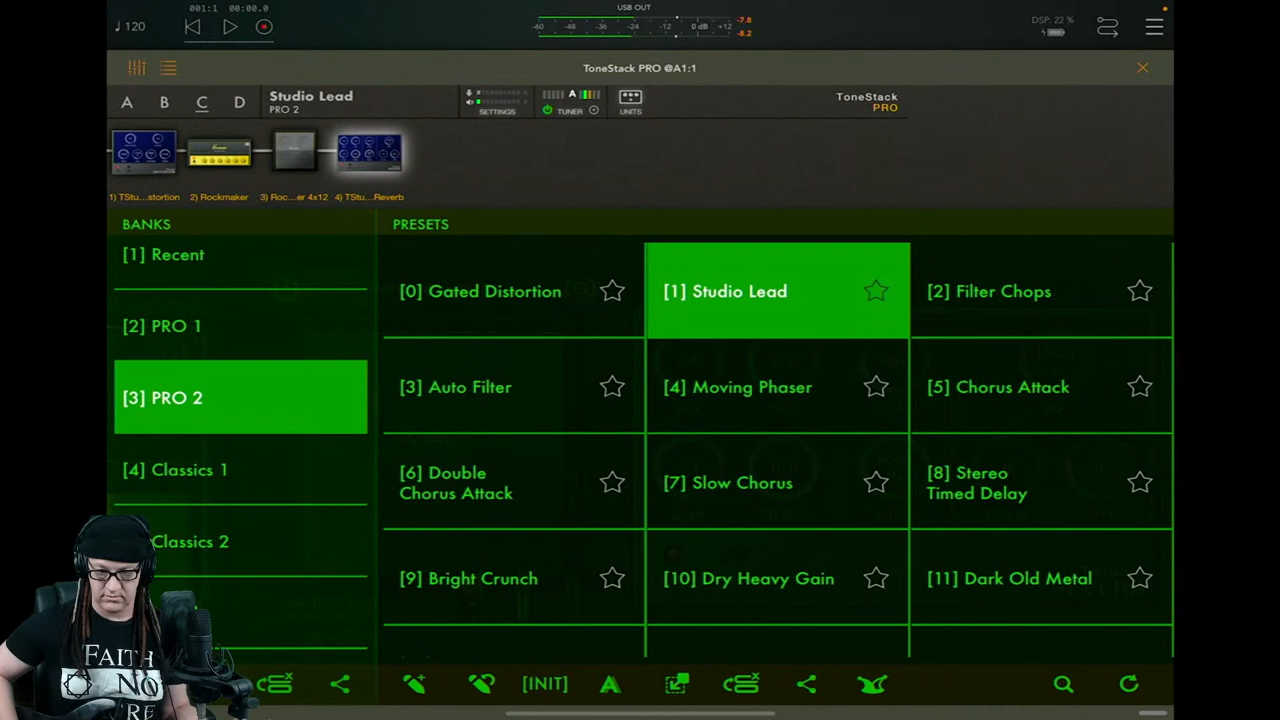 USB OUT
001:1 00:00.0
♩ 120
-60 -48 -36 -24 -12 0 dB +12
-7.8
-8.2
DSP: 22 %
ToneStack PRO @A1:1
A B C D
Studio Lead
PRO 2
SETTINGS
A
TUNER
UNITS
ToneStack
PRO
1) TStu...stortion 2) Rockmaker 3) Roc...er 4x12 4) TStu...Reverb
BANKS
PRESETS
[1] Recent
[2] PRO 1
[3] PRO 2
[4] Classics 1
Classics 2
[0] Gated Distortion
[1] Studio Lead
[2] Filter Chops
[3] Auto Filter
[4] Moving Phaser
[5] Chorus Attack
[6] Double
Chorus Attack
[7] Slow Chorus
[8] Stereo
Timed Delay
[9] Bright Crunch
[10] Dry Heavy Gain
[11] Dark Old Metal
[INIT]
FAITH
NO
RE